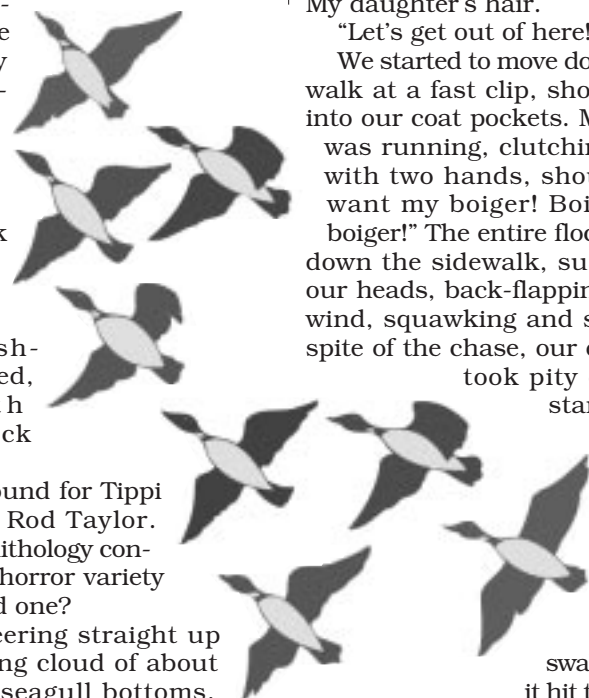 -
e
y
-
k
sh-
ed,
h
ck
ound for Tippi
Rod Taylor.
ithology con-
horror variety
d one?
eering straight up
ng cloud of about
seagull bottoms.
My daughter's hair.
“Let's get out of here!
We started to move do
walk at a fast clip, sho
into our coat pockets. M
was running, clutchin
with two hands, shou
want my boiger! Boi
boiger!” The entire floc
down the sidewalk, su
our heads, back-flappin
wind, squawking and s
spite of the chase, our
took pity
star
swa
it hit t